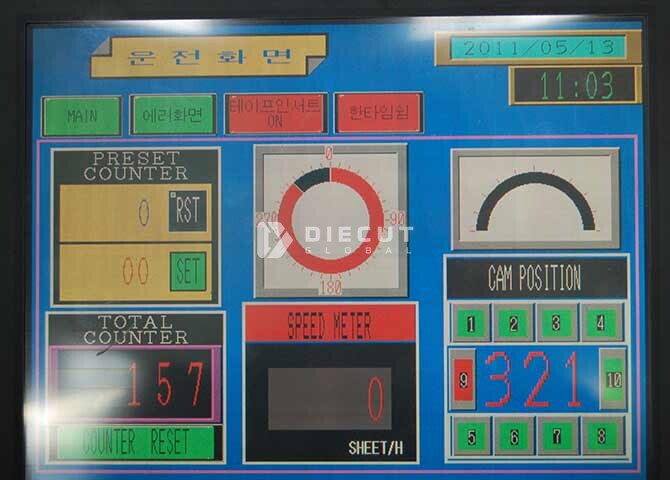 운전화면
2011/05/13
11:03
MAIN
에러화면
테이프인서트
ON
한타임쉼
PRESET
COUNTER
0
RST
00
SET
0
270
90
180
DIECUT
GLOBAL
CAM POSITION
1
2
3
4
9
321
10
5
6
7
8
TOTAL
COUNTER
157
COUNTER RESET
SPEED METER
0
SHEET/H